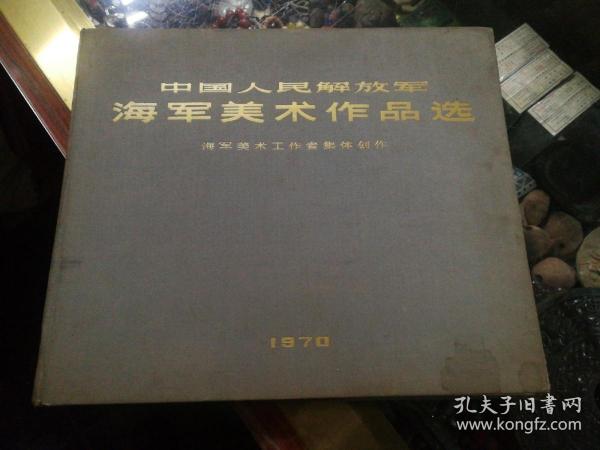 中国人民解放军
海军美术作品选
海军美术工作者集体创作
1970
孔夫子旧书网
www.kongfz.com